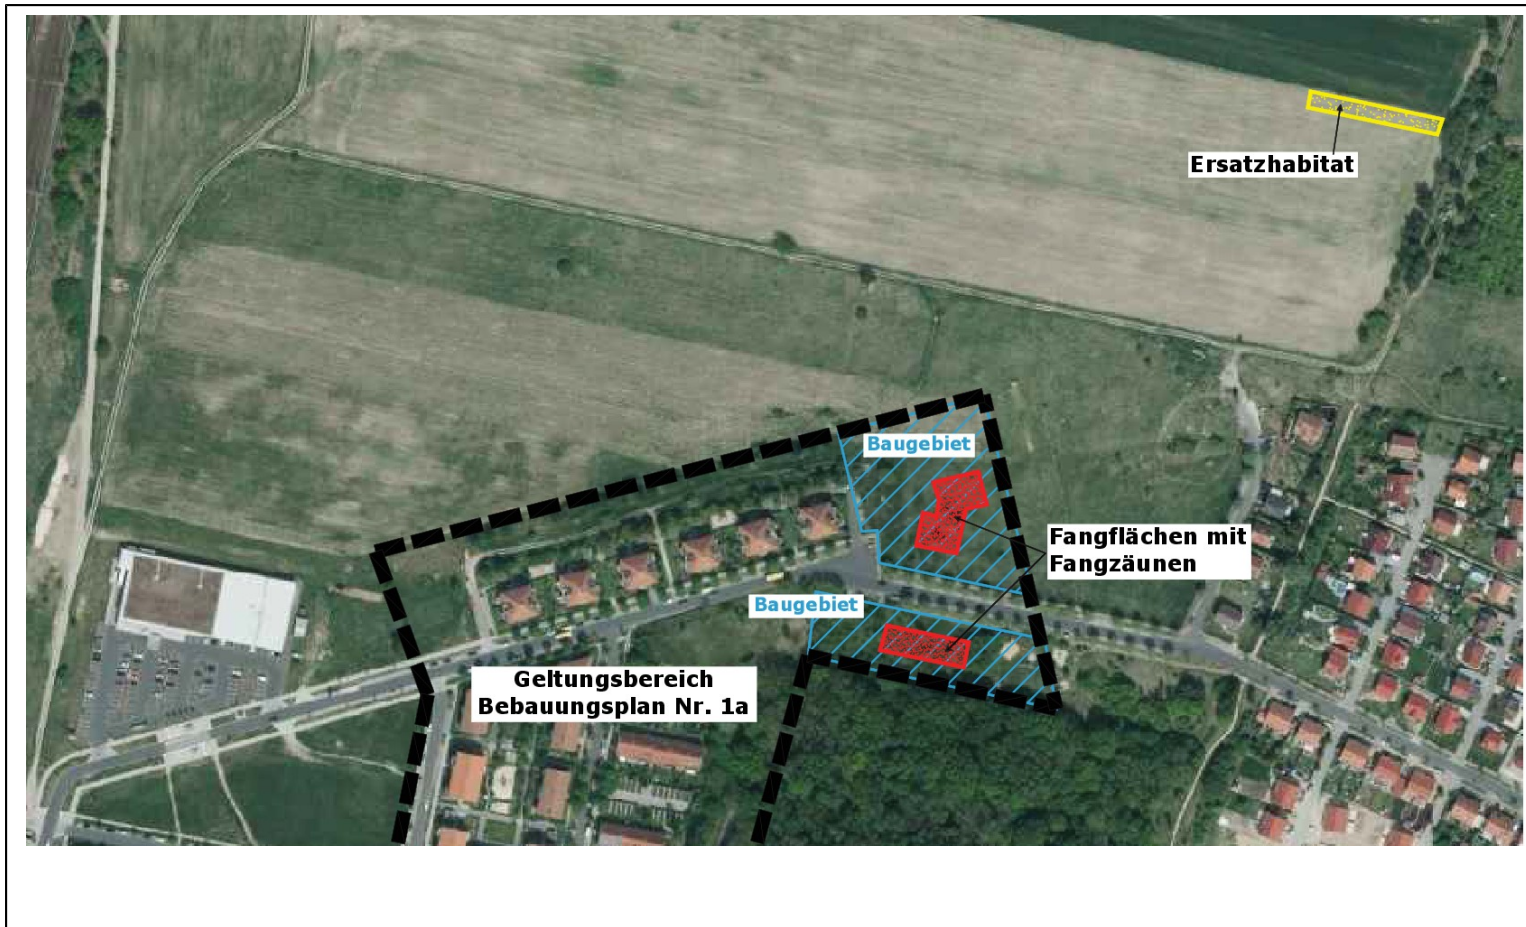 Ersatzhabitat
Baugebiet
Fangflächen mit
Fangzäunen
Baugebiet
Geltungsbereich
Bebauungsplan Nr. 1a